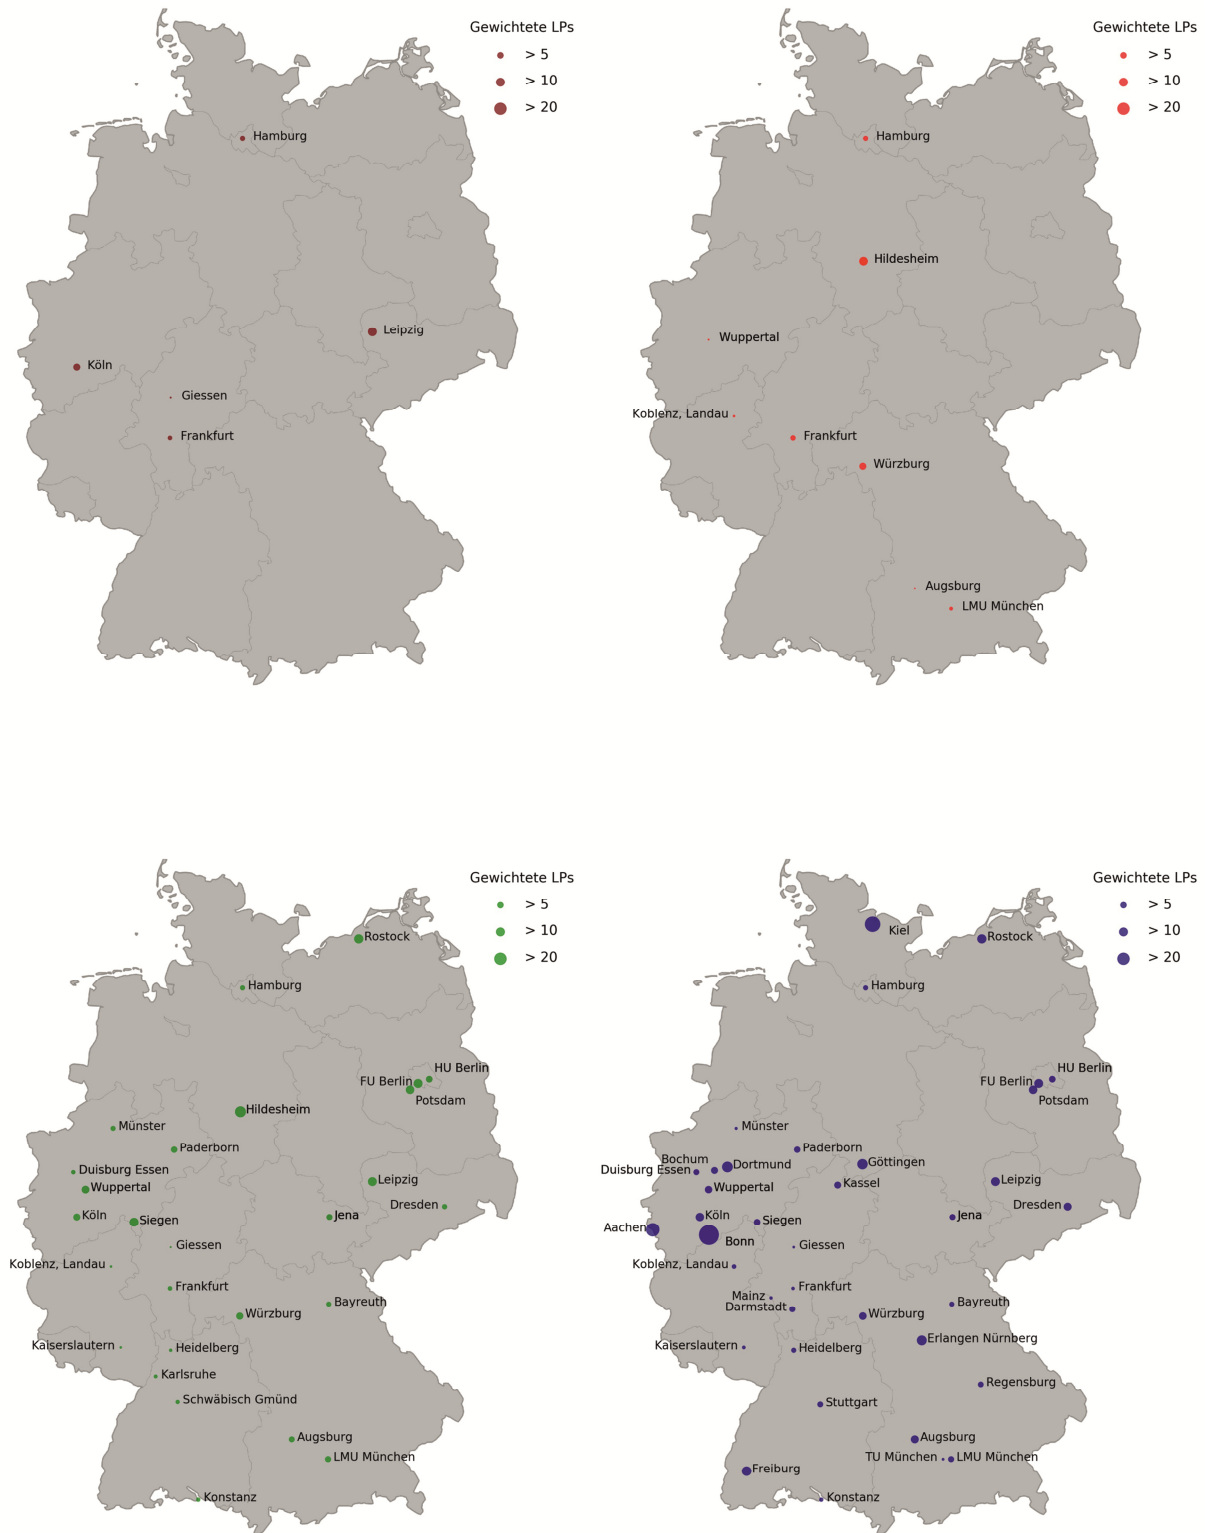 Gewichtete LPs
> 5
> 10
> 20
Hamburg
Leipzig
Köln
Giessen
Frankfurt
Gewichtete LPs
> 5
> 10
> 20
Hamburg
Hildesheim
Wuppertal
Koblenz, Landau
Frankfurt
Würzburg
Augsburg
LMU München
Gewichtete LPs
> 5
> 10
> 20
Rostock
Hamburg
HU Berlin
FU Berlin
Potsdam
Hildesheim
Münster
Paderborn
Duisburg Essen
Wuppertal
Leipzig
Dresden
Köln
Siegen
Jena
Giessen
Koblenz, Landau
Frankfurt
Bayreuth
Würzburg
Kaiserslautern
Heidelberg
Karlsruhe
Schwäbisch Gmünd
Augsburg
LMU München
Konstanz
Gewichtete LPs
> 5
> 10
> 20
Kiel
Rostock
Hamburg
HU Berlin
FU Berlin
Potsdam
Münster
Paderborn
Bochum
Dortmund
Göttingen
Duisburg Essen
Kassel
Leipzig
Wuppertal
Dresden
Köln
Siegen
Jena
Aachen
Bonn
Giessen
Koblenz, Landau
Frankfurt
Mainz
Bayreuth
Darmstadt
Würzburg
Erlangen Nürnberg
Kaiserslautern
Heidelberg
Regensburg
Stuttgart
Augsburg
TU München
LMU München
Freiburg
Konstanz